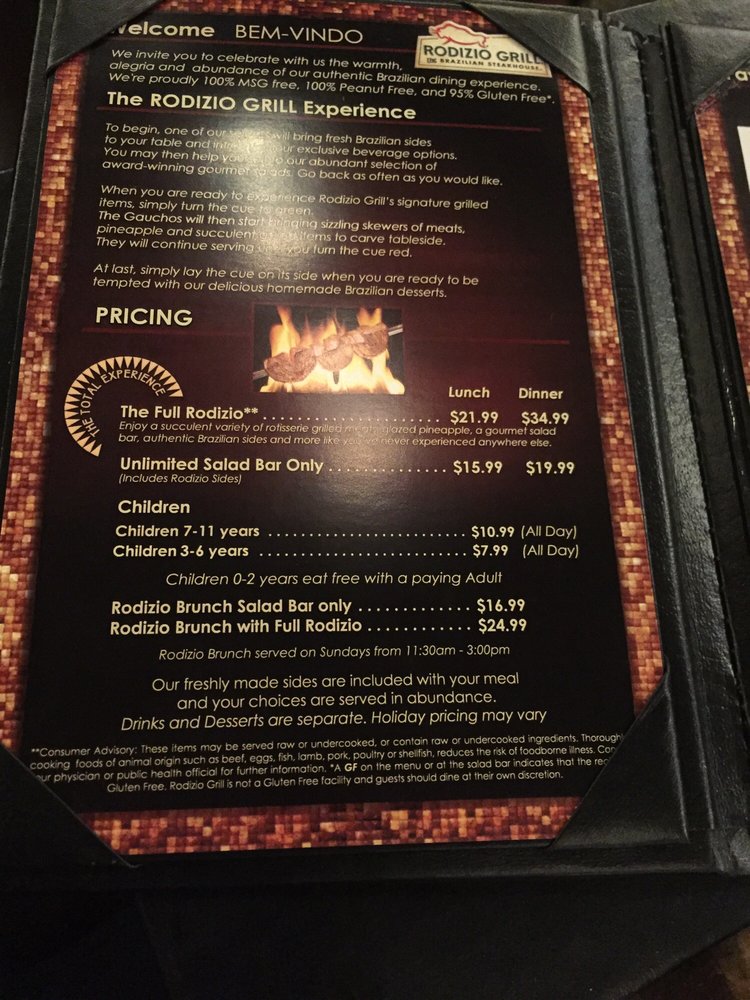 Welcome BEM-VINDO
RODIZIO GRILL
BRAZILIAN STEAKHOUSE
We invite you to celebrate with us the warmth,
alegria and abundance of our authentic Brazilian dining experience.
We're proudly 100% MSG free, 100% Peanut Free, and 95% Gluten Free*.
The RODIZIO GRILL Experience
To begin, one of our will bring fresh Brazilian sides
to your table and our exclusive beverage options.
You may then help our abundant selection of
award-winning gourmet salads. Go back as often as you would like.
When you are ready to experience Rodizio Grill's signature grilled
items, simply turn the cue to green.
The Gauchos will then start bringing sizzling skewers of meats,
pineapple and succulent items to carve tableside.
They will continue serving you turn the cue red.
At last, simply lay the cue on its side when you are ready to be
tempted with our delicious homemade Brazilian desserts.
PRICING
THE TOTAL EXPERIENCE
Lunch Dinner
The Full Rodizio** ........................ $21.99 $34.99
Enjoy a succulent variety of rotisserie grilled meats, glazed pineapple, a gourmet salad
bar, authentic Brazilian sides and more like you've never experienced anywhere else.
Unlimited Salad Bar Only .............. $15.99 $19.99
(Includes Rodizio Sides)
Children
Children 7-11 years ........................ $10.99 (All Day)
Children 3-6 years ......................... $7.99 (All Day)
Children 0-2 years eat free with a paying Adult
Rodizio Brunch Salad Bar only ............. $16.99
Rodizio Brunch with Full Rodizio ............ $24.99
Rodizio Brunch served on Sundays from 11:30am - 3:00pm
Our freshly made sides are included with your meal
and your choices are served in abundance.
Drinks and Desserts are separate. Holiday pricing may vary
**Consumer Advisory: These items may be served raw or undercooked, or contain raw or undercooked ingredients. Thorough
cooking foods of animal origin such as beef, eggs, fish, lamb, pork, poultry or shellfish, reduces the risk of foodborne illness. Con
our physician or public health official for further information. *A GF on the menu or at the salad bar indicates that the rec
Gluten Free. Rodizio Grill is not a Gluten Free facility and guests should dine at their own discretion.